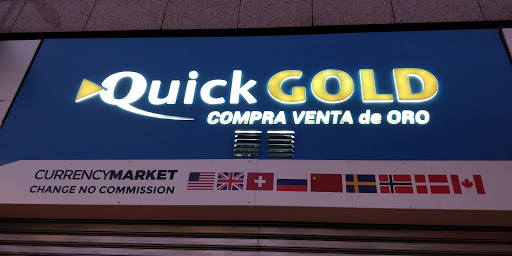 Quick GOLD
COMPRA VENTA de ORO
CURRENCYMARKET
CHANGE NO COMMISSION